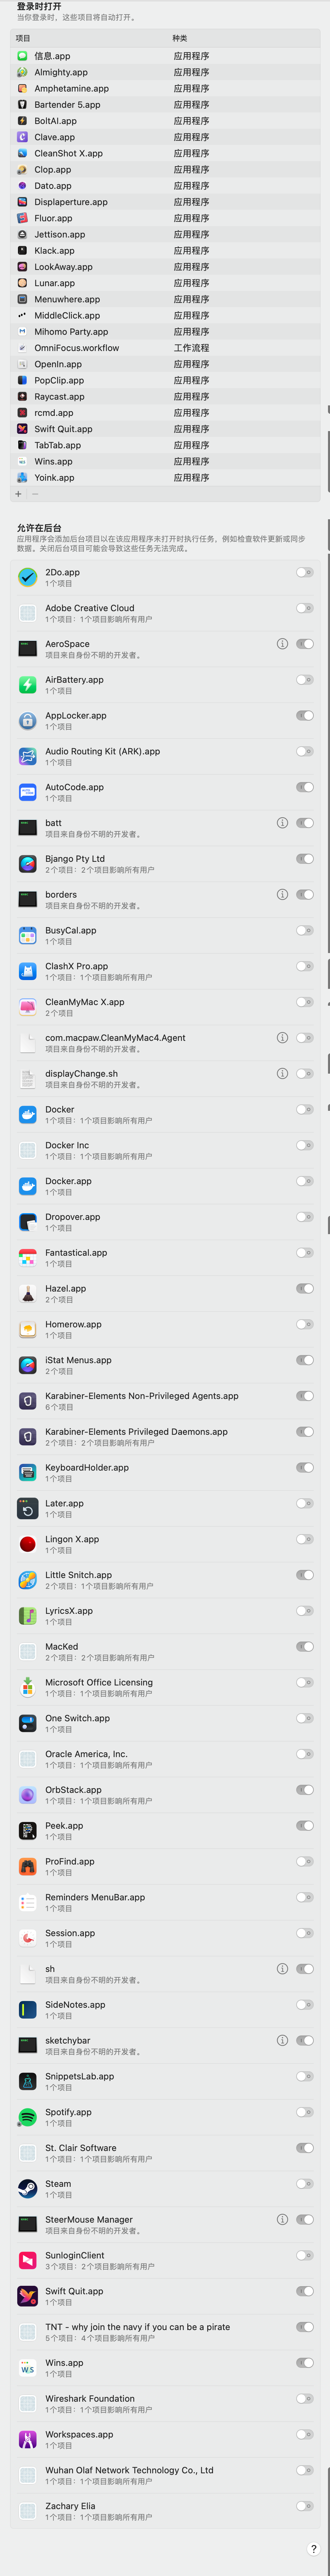 登录时打开
当你登录时，这些项目将自动打开。
项目 种类
信息.app 应用程序
Almighty.app 应用程序
Amphetamine.app 应用程序
Bartender 5.app 应用程序
BoltAI.app 应用程序
Clave.app 应用程序
CleanShot X.app 应用程序
Clop.app 应用程序
Dato.app 应用程序
Displaperture.app 应用程序
Fluor.app 应用程序
Jettison.app 应用程序
Klack.app 应用程序
LookAway.app 应用程序
Lunar.app 应用程序
Menuwhere.app 应用程序
MiddleClick.app 应用程序
Mihomo Party.app 应用程序
OmniFocus.workflow 工作流程
OpenIn.app 应用程序
PopClip.app 应用程序
Raycast.app 应用程序
rcmd.app 应用程序
Swift Quit.app 应用程序
TabTab.app 应用程序
Wins.app 应用程序
Yoink.app 应用程序
允许在后台
应用程序会添加后台项目以在该应用程序未打开时执行任务，例如检查软件更新或同步
数据。关闭后台项目可能会导致这些任务无法完成。
2Do.app
1个项目
Adobe Creative Cloud
1个项目：1个项目影响所有用户
AeroSpace
项目来自身份不明的开发者。
AirBattery.app
1个项目
AppLocker.app
1个项目
Audio Routing Kit (ARK).app
1个项目
AutoCode.app
1个项目
batt
项目来自身份不明的开发者。
Bjango Pty Ltd
2个项目：2个项目影响所有用户
borders
项目来自身份不明的开发者。
BusyCal.app
1个项目
ClashX Pro.app
1个项目：1个项目影响所有用户
CleanMyMac X.app
2个项目
com.macpaw.CleanMyMac4.Agent
项目来自身份不明的开发者。
displayChange.sh
项目来自身份不明的开发者。
Docker
1个项目：1个项目影响所有用户
Docker Inc
1个项目：1个项目影响所有用户
Docker.app
1个项目
Dropover.app
1个项目
Fantastical.app
1个项目
Hazel.app
2个项目
Homerow.app
1个项目
iStat Menus.app
2个项目
Karabiner-Elements Non-Privileged Agents.app
6个项目
Karabiner-Elements Privileged Daemons.app
2个项目：2个项目影响所有用户
KeyboardHolder.app
1个项目
Later.app
1个项目
Lingon X.app
1个项目
Little Snitch.app
2个项目：1个项目影响所有用户
LyricsX.app
1个项目
MacKed
2个项目：2个项目影响所有用户
Microsoft Office Licensing
1个项目：1个项目影响所有用户
One Switch.app
1个项目
Oracle America, Inc.
1个项目：1个项目影响所有用户
OrbStack.app
1个项目：1个项目影响所有用户
Peek.app
1个项目
ProFind.app
1个项目
Reminders MenuBar.app
1个项目
Session.app
1个项目
sh
项目来自身份不明的开发者。
SideNotes.app
1个项目
sketchybar
项目来自身份不明的开发者。
SnippetsLab.app
1个项目
Spotify.app
1个项目
St. Clair Software
1个项目：1个项目影响所有用户
Steam
1个项目
SteerMouse Manager
项目来自身份不明的开发者。
SunloginClient
3个项目：2个项目影响所有用户
Swift Quit.app
1个项目
TNT - why join the navy if you can be a pirate
5个项目：4个项目影响所有用户
Wins.app
1个项目
Wireshark Foundation
1个项目：1个项目影响所有用户
Workspaces.app
1个项目
Wuhan Olaf Network Technology Co., Ltd
1个项目：1个项目影响所有用户
Zachary Elia
1个项目：1个项目影响所有用户
?